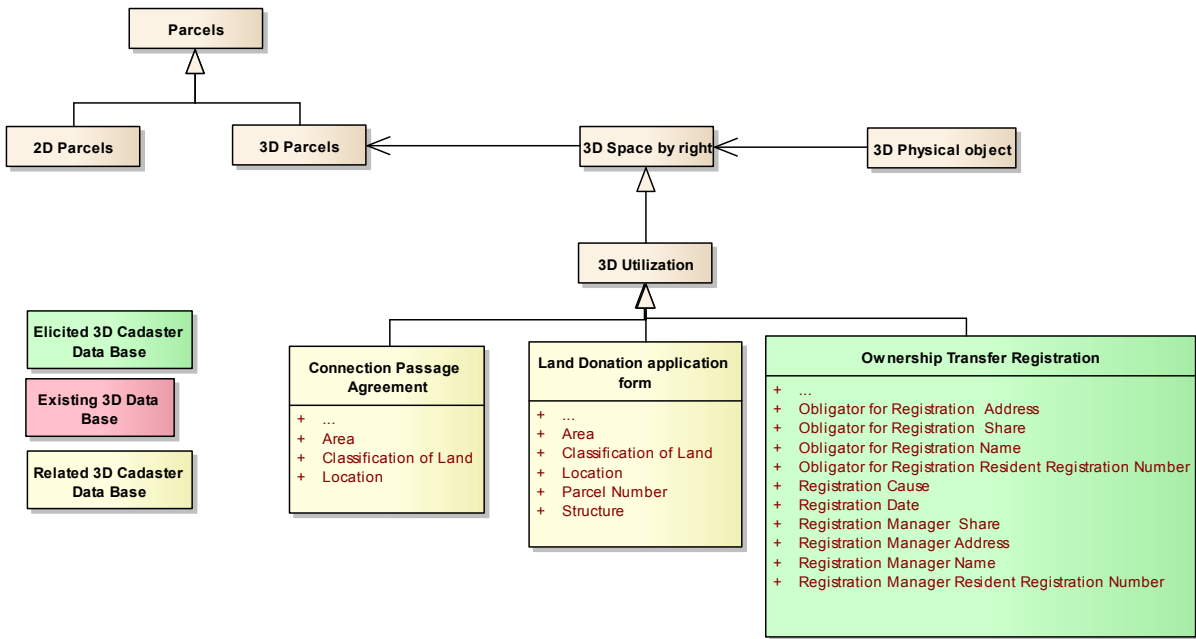 Parcels
2D Parcels
3D Parcels
3D Space by right
3D Physical object
3D Utilization
Elicited 3D Cadaster
Data Base
Existing 3D Data
Base
Related 3D Cadaster
Data Base
Connection Passage
Agreement
+ ...
+ Area
+ Classification of Land
+ Location
Land Donation application
form
+ ...
+ Area
+ Classification of Land
+ Location
+ Parcel Number
+ Structure
Ownership Transfer Registration
+ ...
+ Obligator for Registration Address
+ Obligator for Registration Share
+ Obligator for Registration Name
+ Obligator for Registration Resident Registration Number
+ Registration Cause
+ Registration Date
+ Registration Manager Share
+ Registration Manager Address
+ Registration Manager Name
+ Registration Manager Resident Registration Number